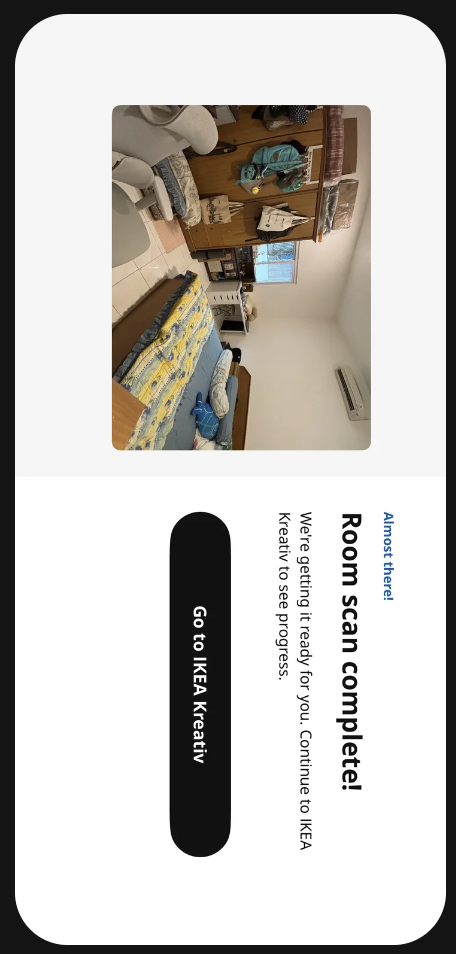 Almost there!
Room scan complete!
We're getting it ready for you. Continue to IKEA
Kreativ to see progress.
Go to IKEA Kreativ